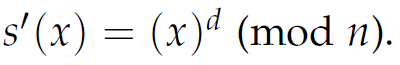 s′(x) = (x)ᵈ (mod n).